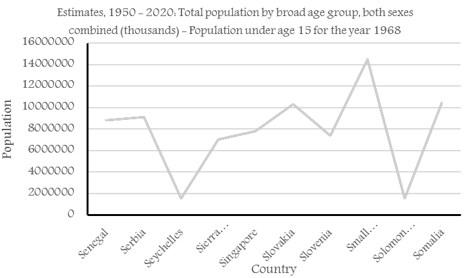 Estimates, 1950 - 2020: Total population by broad age group, both sexes
combined (thousands) - Population under age 15 for the year 1968
16000000
14000000
12000000
10000000
8000000
6000000
4000000
2000000
0
Population
Senegal
Serbia
Seychelles
Sierra...
Singapore
Slovakia
Slovenia
Small...
Solomon...
Somalia
Country